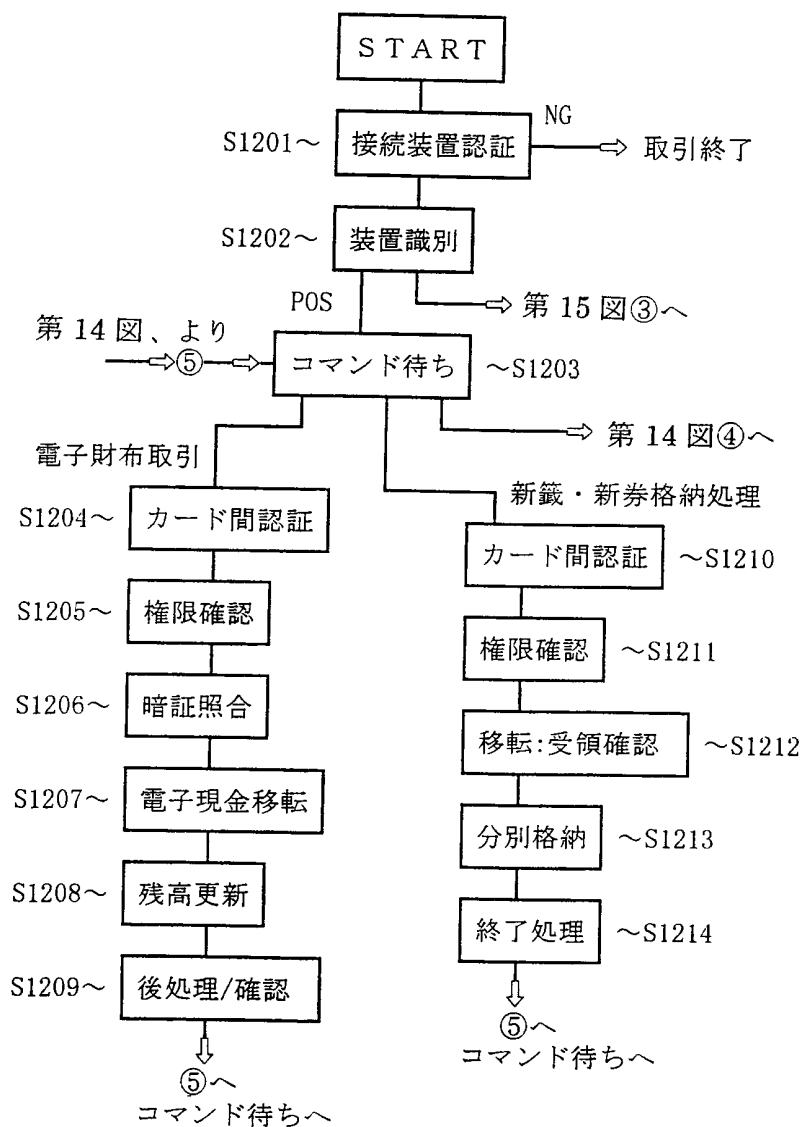 START
NG
S1201～ 接続装置認証 取引終了
S1202～ 装置識別
POS 第15図③へ
第14図、より
⑤ コマンド待ち ～S1203
第14図④へ
電子財布取引
新籤・新券格納処理
S1204～ カード間認証
カード間認証 ～S1210
S1205～ 権限確認
権限確認 ～S1211
S1206～ 暗証照合
移転:受領確認 ～S1212
S1207～ 電子現金移転
分別格納 ～S1213
S1208～ 残高更新
終了処理 ～S1214
S1209～ 後処理/確認
⑤へ
コマンド待ちへ
⑤へ
コマンド待ちへ